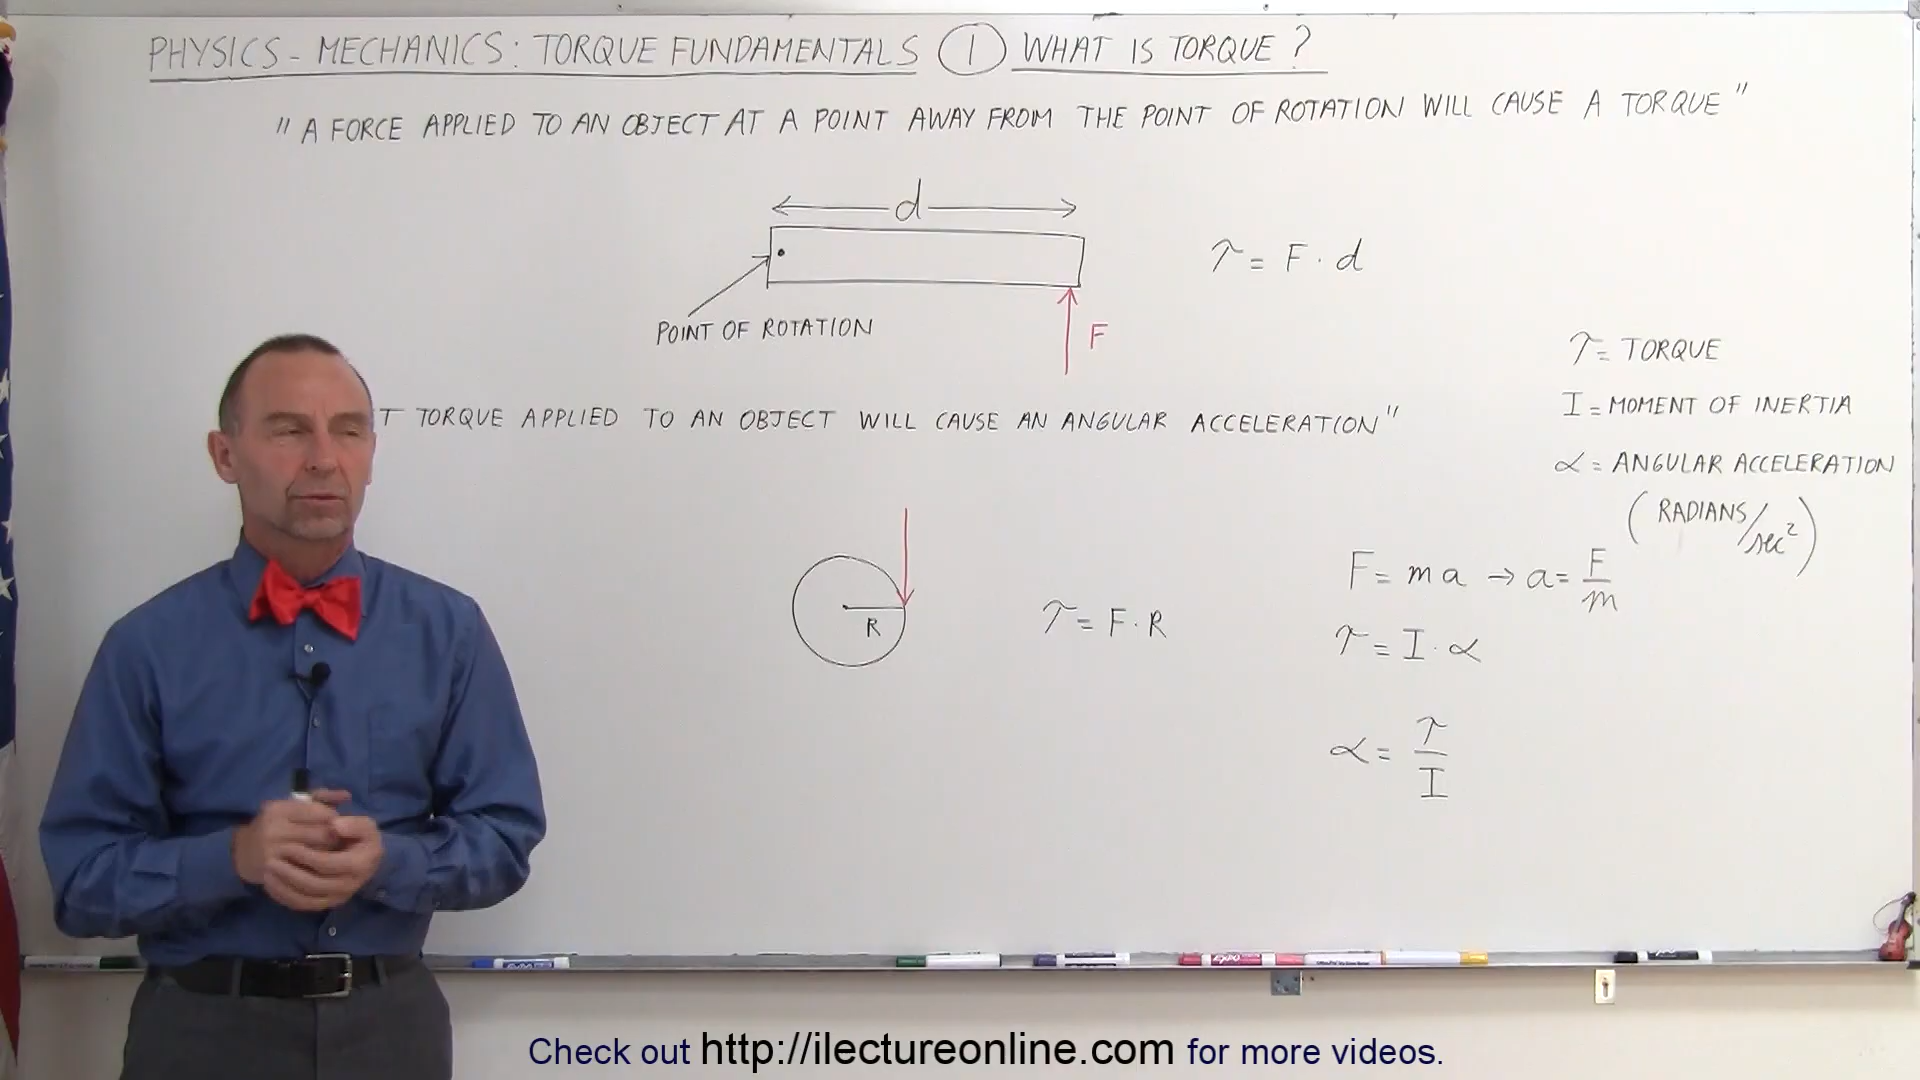 PHYSICS - MECHANICS: TORQUE FUNDAMENTALS 1 WHAT IS TORQUE?
"A FORCE APPLIED TO AN OBJECT AT A POINT AWAY FROM THE POINT OF ROTATION WILL CAUSE A TORQUE"
d
τ = F · d
POINT OF ROTATION
F
τ = TORQUE
I = MOMENT OF INERTIA
T TORQUE APPLIED TO AN OBJECT WILL CAUSE AN ANGULAR ACCELERATION"
α = ANGULAR ACCELERATION
(RADIANS/sec²)
F = ma → a = F/m
R
τ = F · R
τ = I · α
α = τ/I
EXPO
Check out http://ilectureonline.com for more videos.